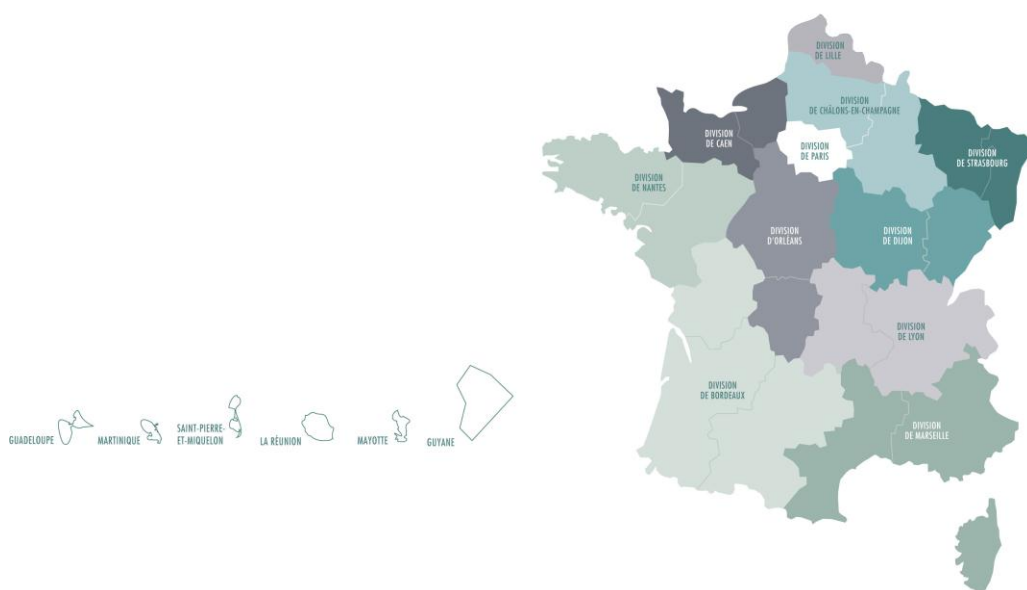 DIVISION
DE LILLE
DIVISION
DE CHÂLONS-EN-CHAMPAGNE
DIVISION
DE CAEN
DIVISION
DE PARIS
DIVISION
DE STRASBOURG
DIVISION
DE NANTES
DIVISION
D'ORLÉANS
DIVISION
DE DIJON
DIVISION
DE LYON
DIVISION
DE BORDEAUX
DIVISION
DE MARSEILLE
GUADELOUPE
MARTINIQUE
SAINT-PIERRE-
ET-MIQUELON
LA RÉUNION
MAYOTTE
GUYANE